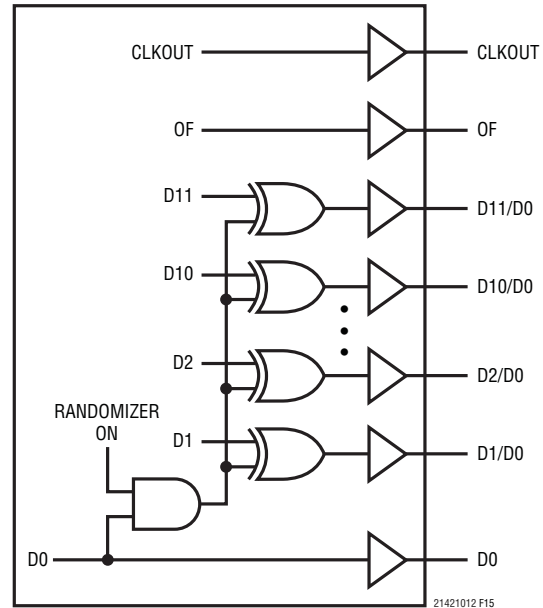 CLKOUT CLKOUT
OF OF
D11 D11/D0
D10 D10/D0
D2 D2/D0
RANDOMIZER
ON
D1 D1/D0
D0 D0
21421012 F15